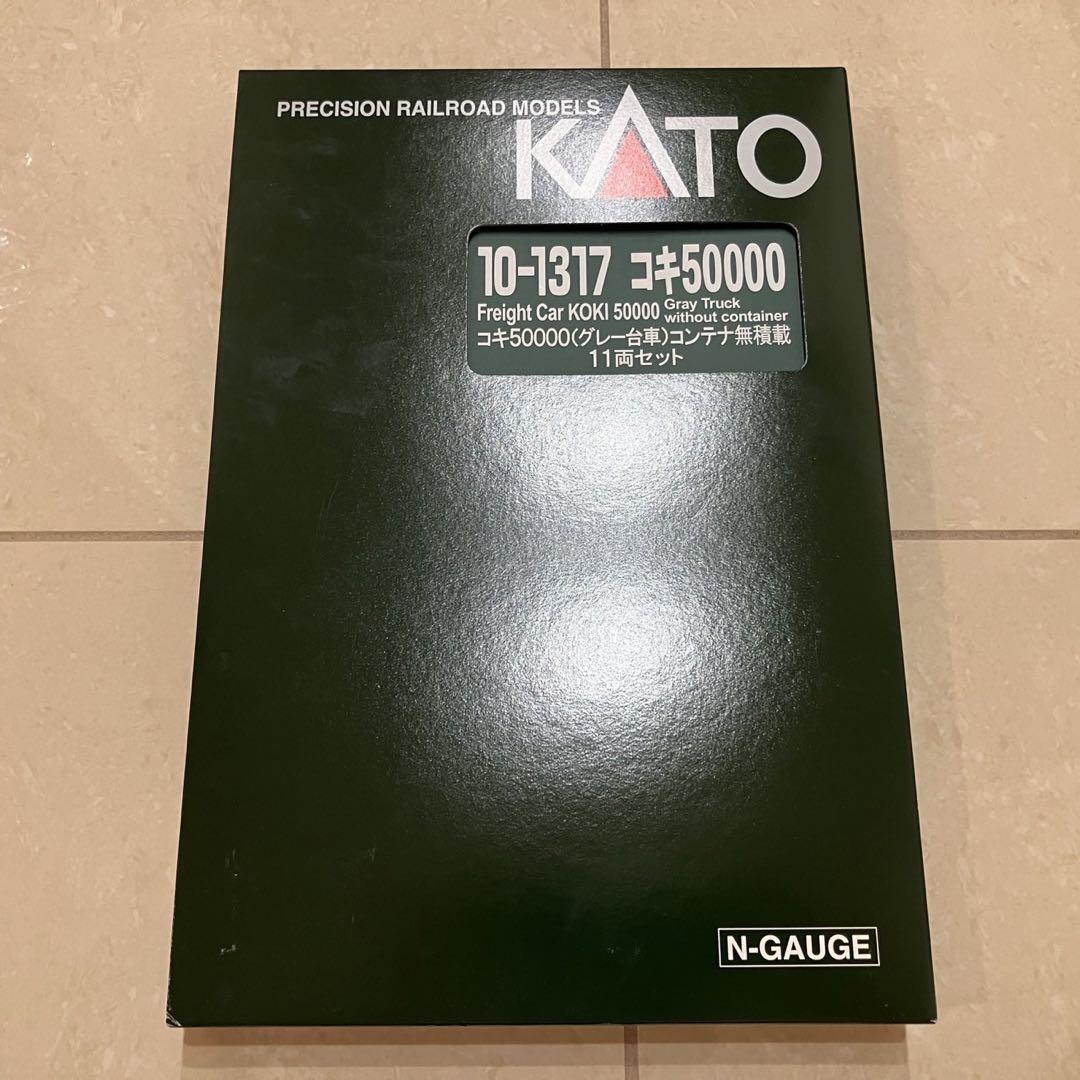 PRECISION RAILROAD MODELS
KATO
10-1317 コキ50000
Freight Car KOKI 50000 Gray Truck without container
コキ50000(グレー台車)コンテナ無積載
11両セット
N-GAUGE